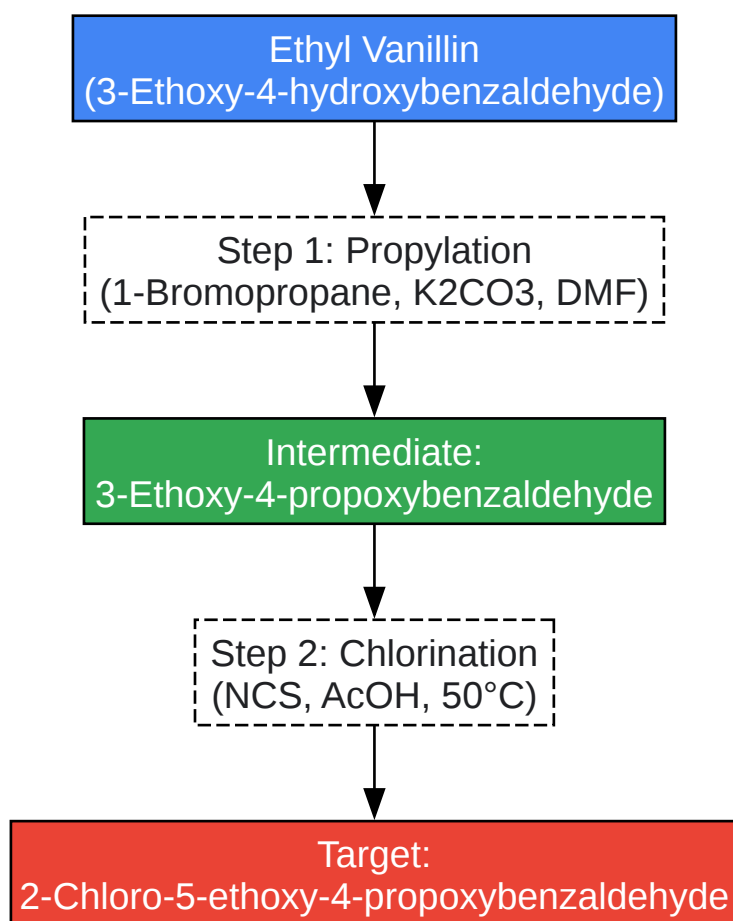 Ethyl Vanillin
(3-Ethoxy-4-hydroxybenzaldehyde)
Step 1: Propylation
(1-Bromopropane, K2CO3, DMF)
Intermediate:
3-Ethoxy-4-propoxybenzaldehyde
Step 2: Chlorination
(NCS, AcOH, 50°C)
Target:
2-Chloro-5-ethoxy-4-propoxybenzaldehyde